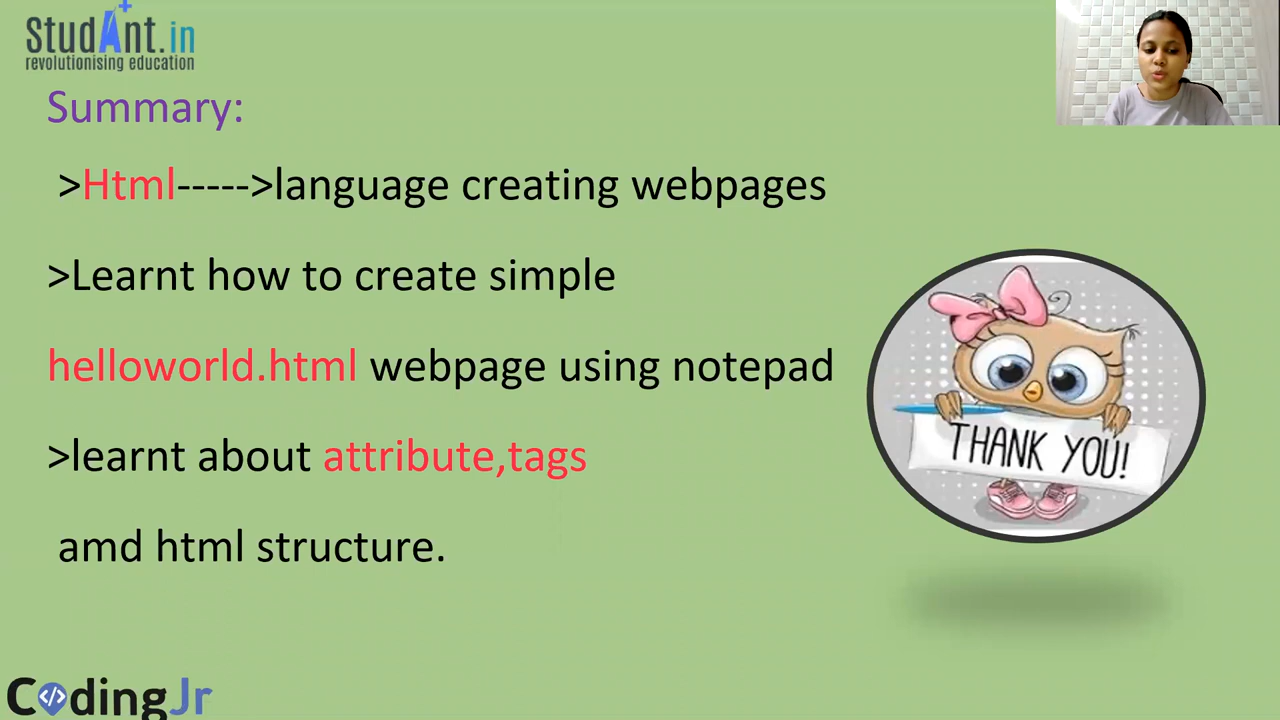 StudAnt.in
revolutionising education
Summary:
>Html----->language creating webpages
>Learnt how to create simple
helloworld.html webpage using notepad
>learnt about attribute,tags
amd html structure.
THANK YOU!
CodingJr